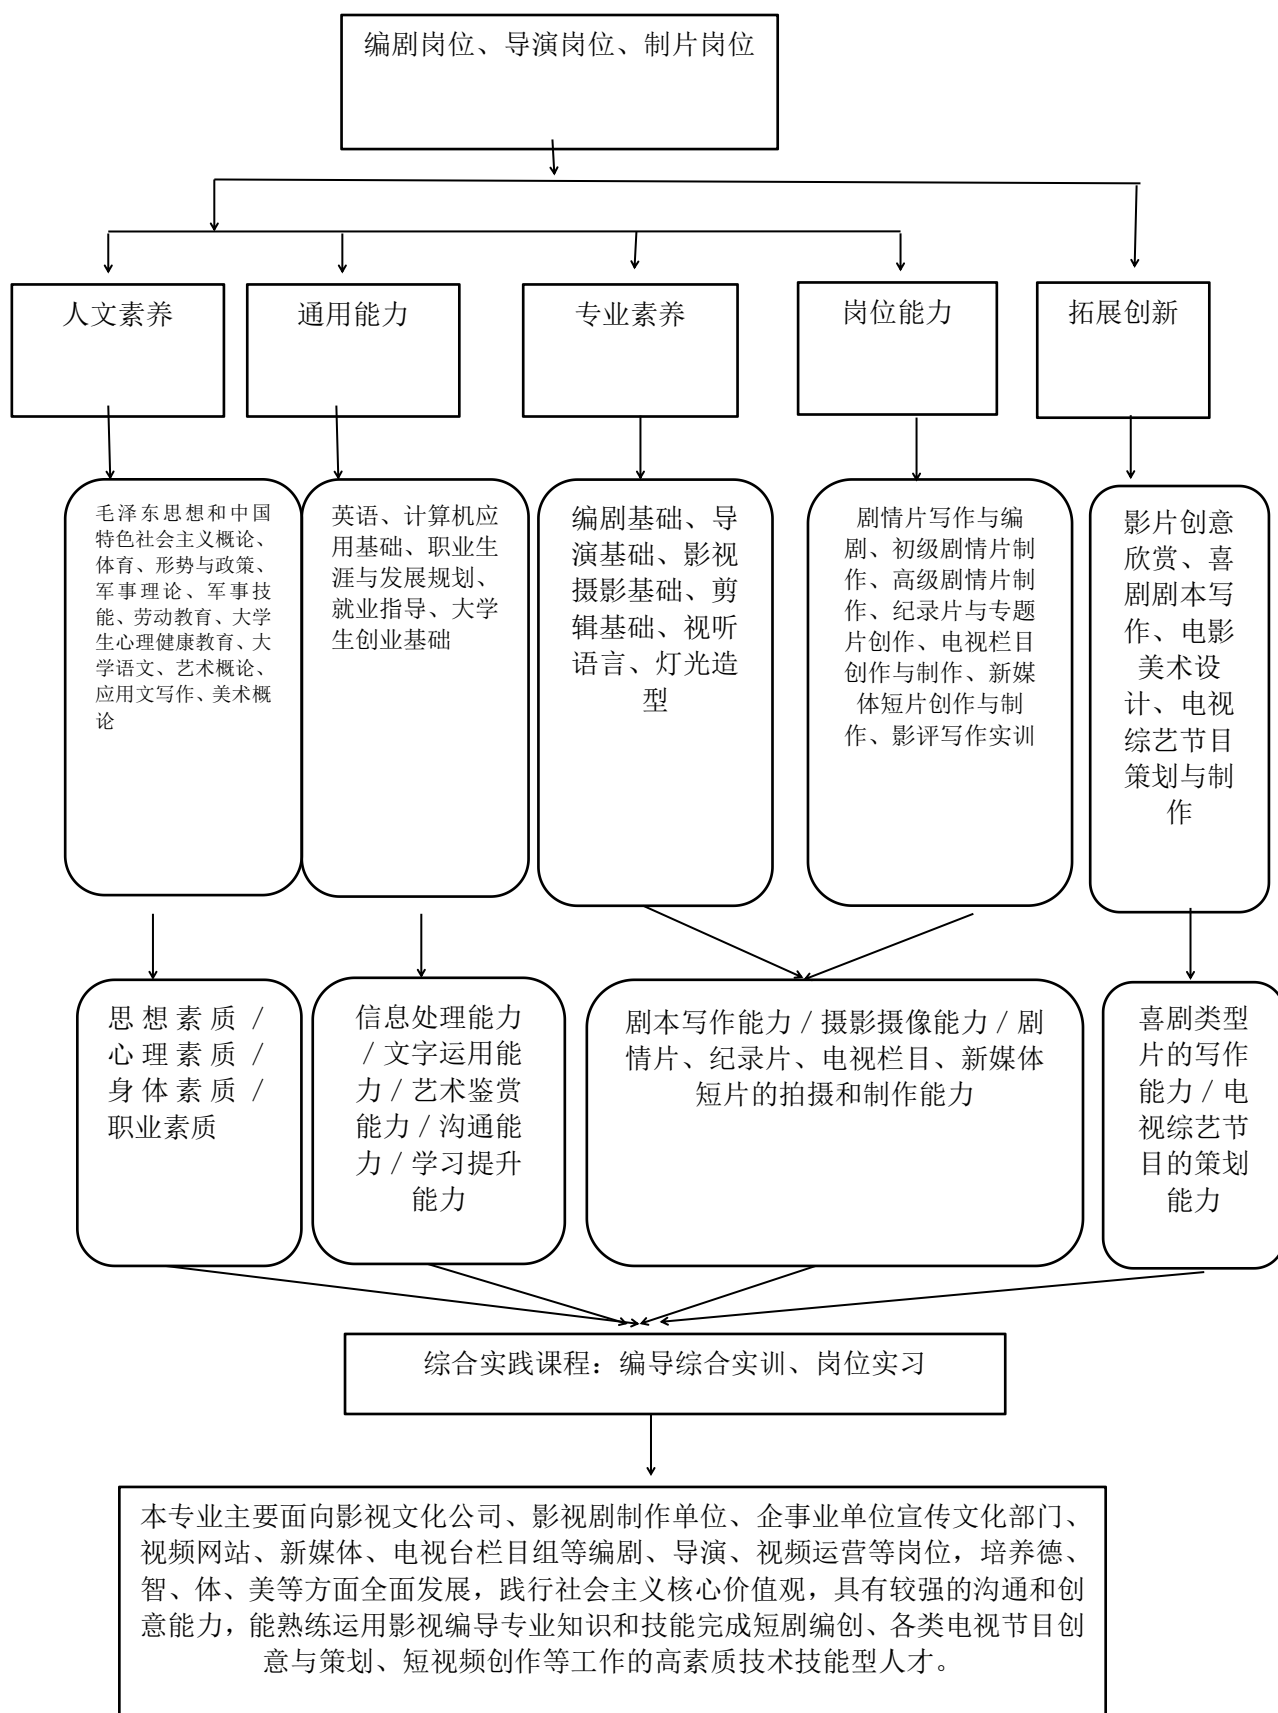 编剧岗位、导演岗位、制片岗位
人文素养
通用能力
专业素养
岗位能力
拓展创新
毛泽东思想和中国
特色社会主义概论、
体育、形势与政策、
军事理论、军事技
能、劳动教育、大学
生心理健康教育、大
学语文、艺术概论、
应用文写作、美术概
论
英语、计算机应
用基础、职业生
涯与发展规划、
就业指导、大学
生创业基础
编剧基础、导
演基础、影视
摄影基础、剪
辑基础、视听
语言、灯光造
型
剧情片写作与编
剧、初级剧情片制
作、高级剧情片制
作、纪录片与专题
片创作、电视栏目
创作与制作、新媒
体短片创作与制
作、影评写作实训
影片创意
欣赏、喜
剧剧本写
作、电影
美术设
计、电视
综艺节目
策划与制
作
思想素质/
心理素质/
身体素质/
职业素质
信息处理能力
/文字运用能
力/艺术鉴赏
能力/沟通能
力/学习提升
能力
剧本写作能力/摄影摄像能力/剧
情片、纪录片、电视栏目、新媒体
短片的拍摄和制作能力
喜剧类型
片的写作
能力/电
视综艺节
目的策划
能力
综合实践课程：编导综合实训、岗位实习
本专业主要面向影视文化公司、影视剧制作单位、企事业单位宣传文化部门、
视频网站、新媒体、电视台栏目组等编剧、导演、视频运营等岗位，培养德、
智、体、美等方面全面发展，践行社会主义核心价值观，具有较强的沟通和创
意能力，能熟练运用影视编导专业知识和技能完成短剧编创、各类电视节目创
意与策划、短视频创作等工作的高素质技术技能型人才。